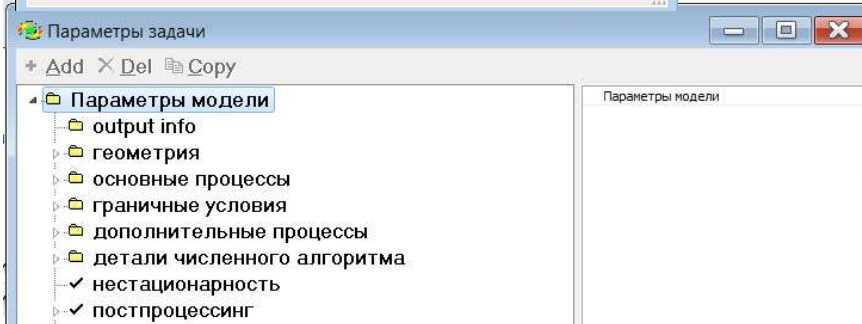 Параметры задачи
+ Add × Del Copy
Параметры модели
Параметры модели
output info
геометрия
основные процессы
граничные условия
дополнительные процессы
детали численного алгоритма
нестационарность
постпроцессинг